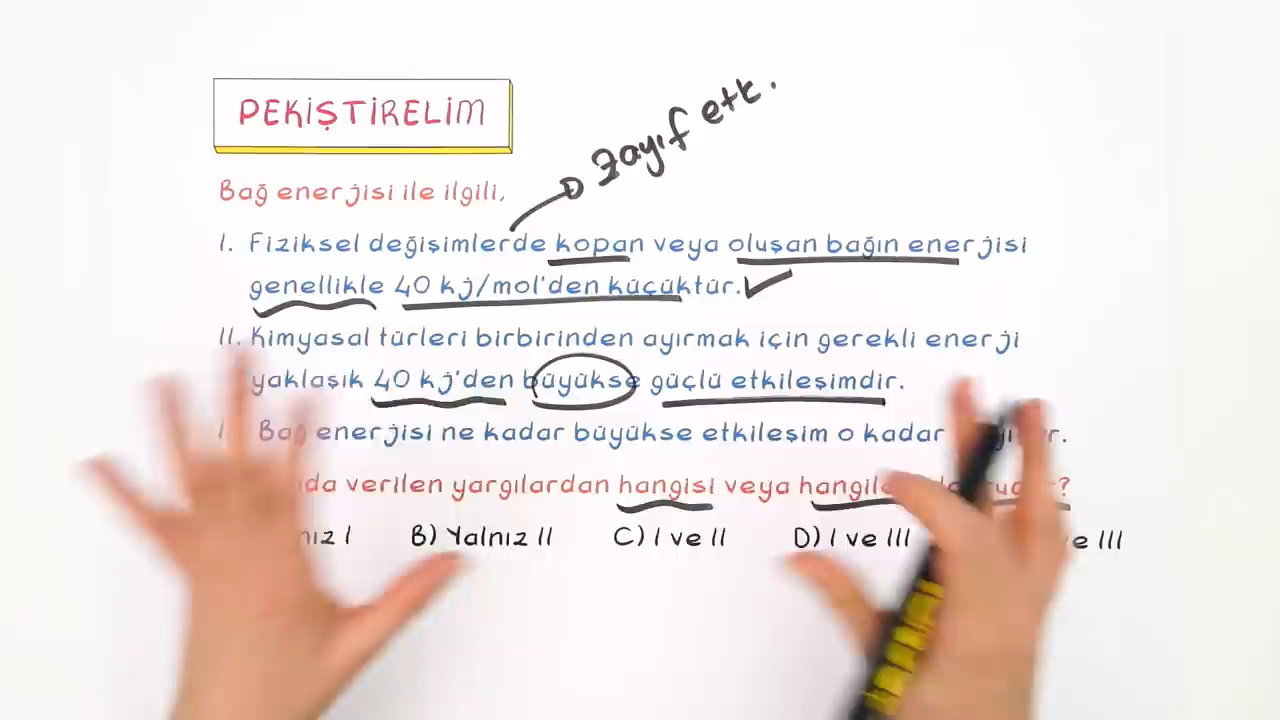 PEKİŞTİRELİM
zayıf etk.
Bağ enerjisi ile ilgili,
I. Fiziksel değişimlerde kopan veya oluşan bağın enerjisi
genellikle 40 kj/mol'den küçüktür.
II. Kimyasal türleri birbirinden ayırmak için gerekli enerji
yaklaşık 40 kj'den büyükse güçlü etkileşimdir.
Bağ enerjisi ne kadar büyükse etkileşim o kadar
verilen yargılardan hangisi veya
I B) Yalnız II C) I ve II D) I ve III III